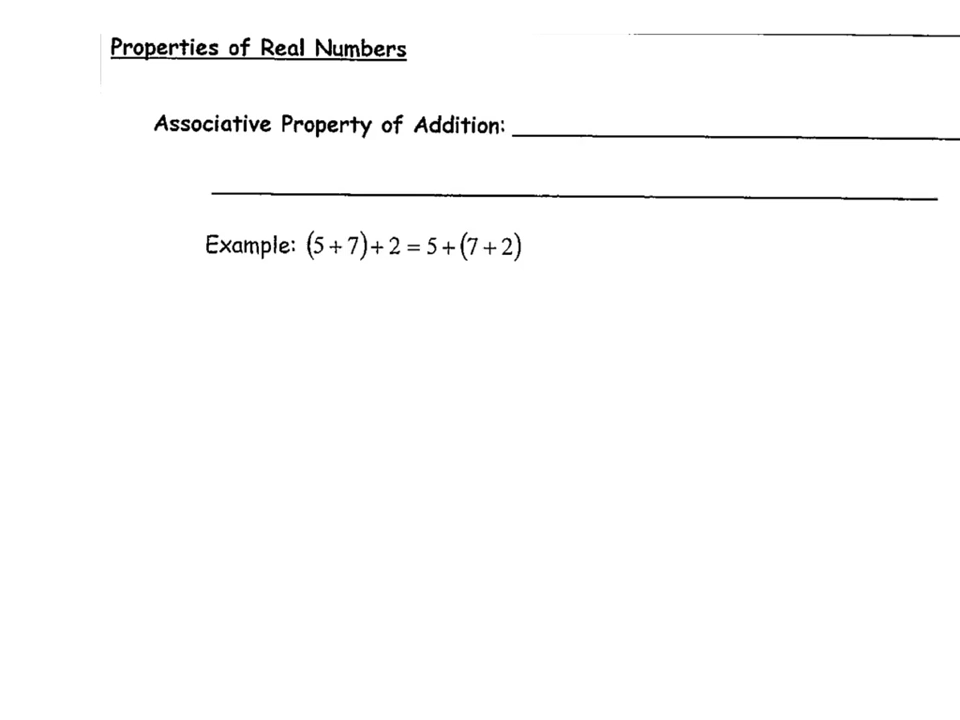 Properties of Real Numbers
Associative Property of Addition:
Example: (5 + 7) + 2 = 5 + (7 + 2)